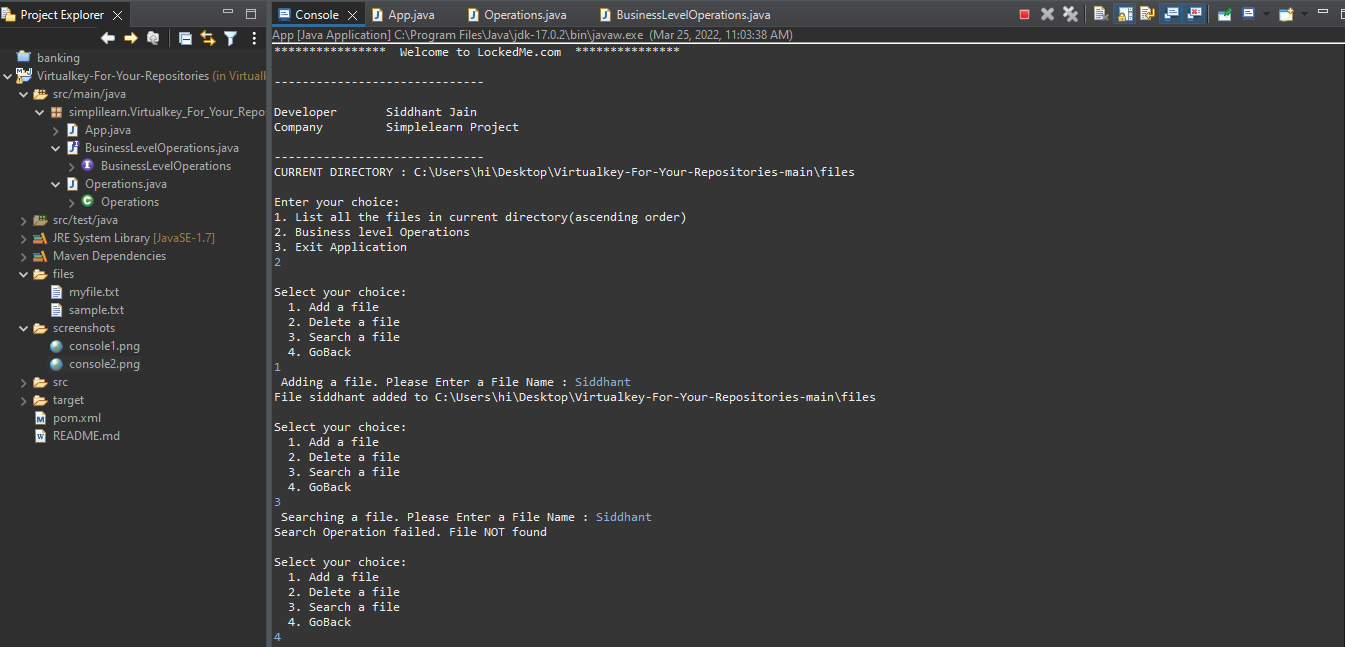 Project Explorer
banking
Virtualkey-For-Your-Repositories (in Virtualk
src/main/java
simplilearn.Virtualkey_For_Your_Repo
App.java
BusinessLevelOperations.java
BusinessLevelOperations
Operations.java
Operations
src/test/java
JRE System Library [JavaSE-1.7]
Maven Dependencies
files
myfile.txt
sample.txt
screenshots
console1.png
console2.png
src
target
pom.xml
README.md
Console App.java Operations.java BusinessLevelOperations.java
App [Java Application] C:\Program Files\Java\jdk-17.0.2\bin\javaw.exe (Mar 25, 2022, 11:03:38 AM)
**************** Welcome to LockedMe.com ***************
------------------------------
Developer Siddhant Jain
Company Simplelearn Project
------------------------------
CURRENT DIRECTORY : C:\Users\hi\Desktop\Virtualkey-For-Your-Repositories-main\files
Enter your choice:
1. List all the files in current directory(ascending order)
2. Business level Operations
3. Exit Application
2
Select your choice:
1. Add a file
2. Delete a file
3. Search a file
4. GoBack
1
Adding a file. Please Enter a File Name : Siddhant
File siddhant added to C:\Users\hi\Desktop\Virtualkey-For-Your-Repositories-main\files
Select your choice:
1. Add a file
2. Delete a file
3. Search a file
4. GoBack
3
Searching a file. Please Enter a File Name : Siddhant
Search Operation failed. File NOT found
Select your choice:
1. Add a file
2. Delete a file
3. Search a file
4. GoBack
4